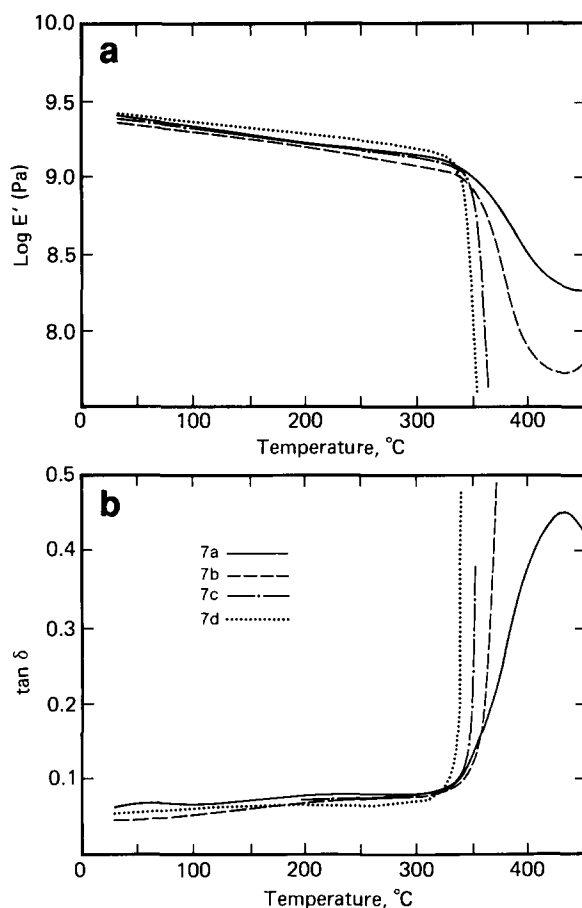 a
10.0
9.5
9.0
8.5
8.0
Log E' (Pa)
0 100 200 300 400
Temperature, °C
b
0.5
0.4
0.3
0.2
0.1
tan δ
7a
7b
7c
7d
0 100 200 300 400
Temperature, °C